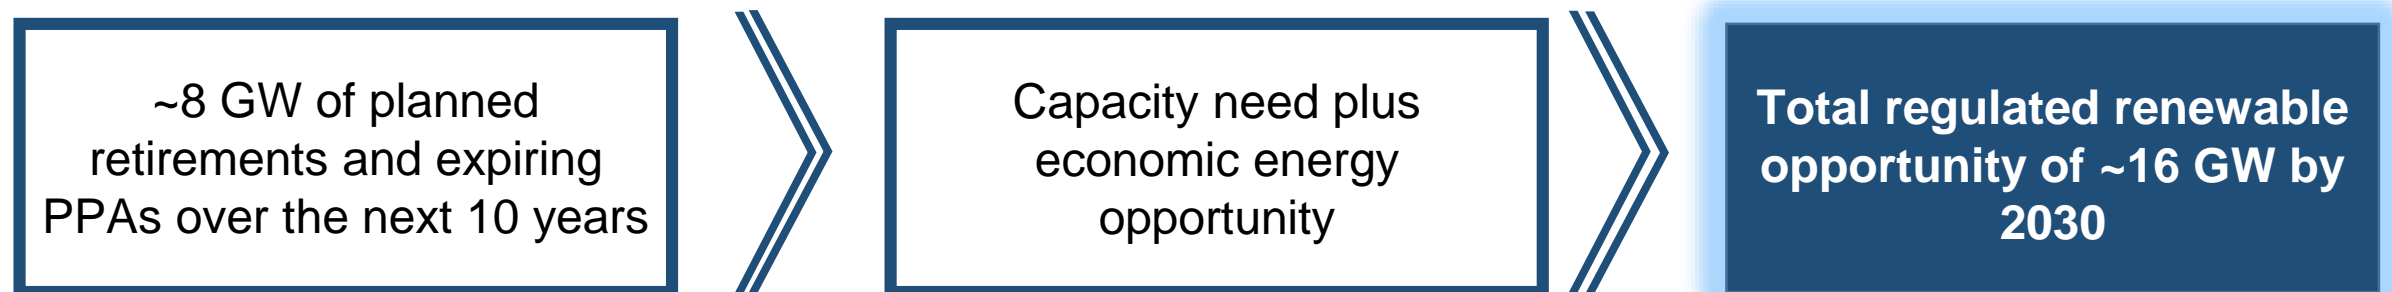 ~8 GW of planned
retirements and expiring
PPAs over the next 10 years
Capacity need plus
economic energy
opportunity
Total regulated renewable
opportunity of ~16 GW by
2030